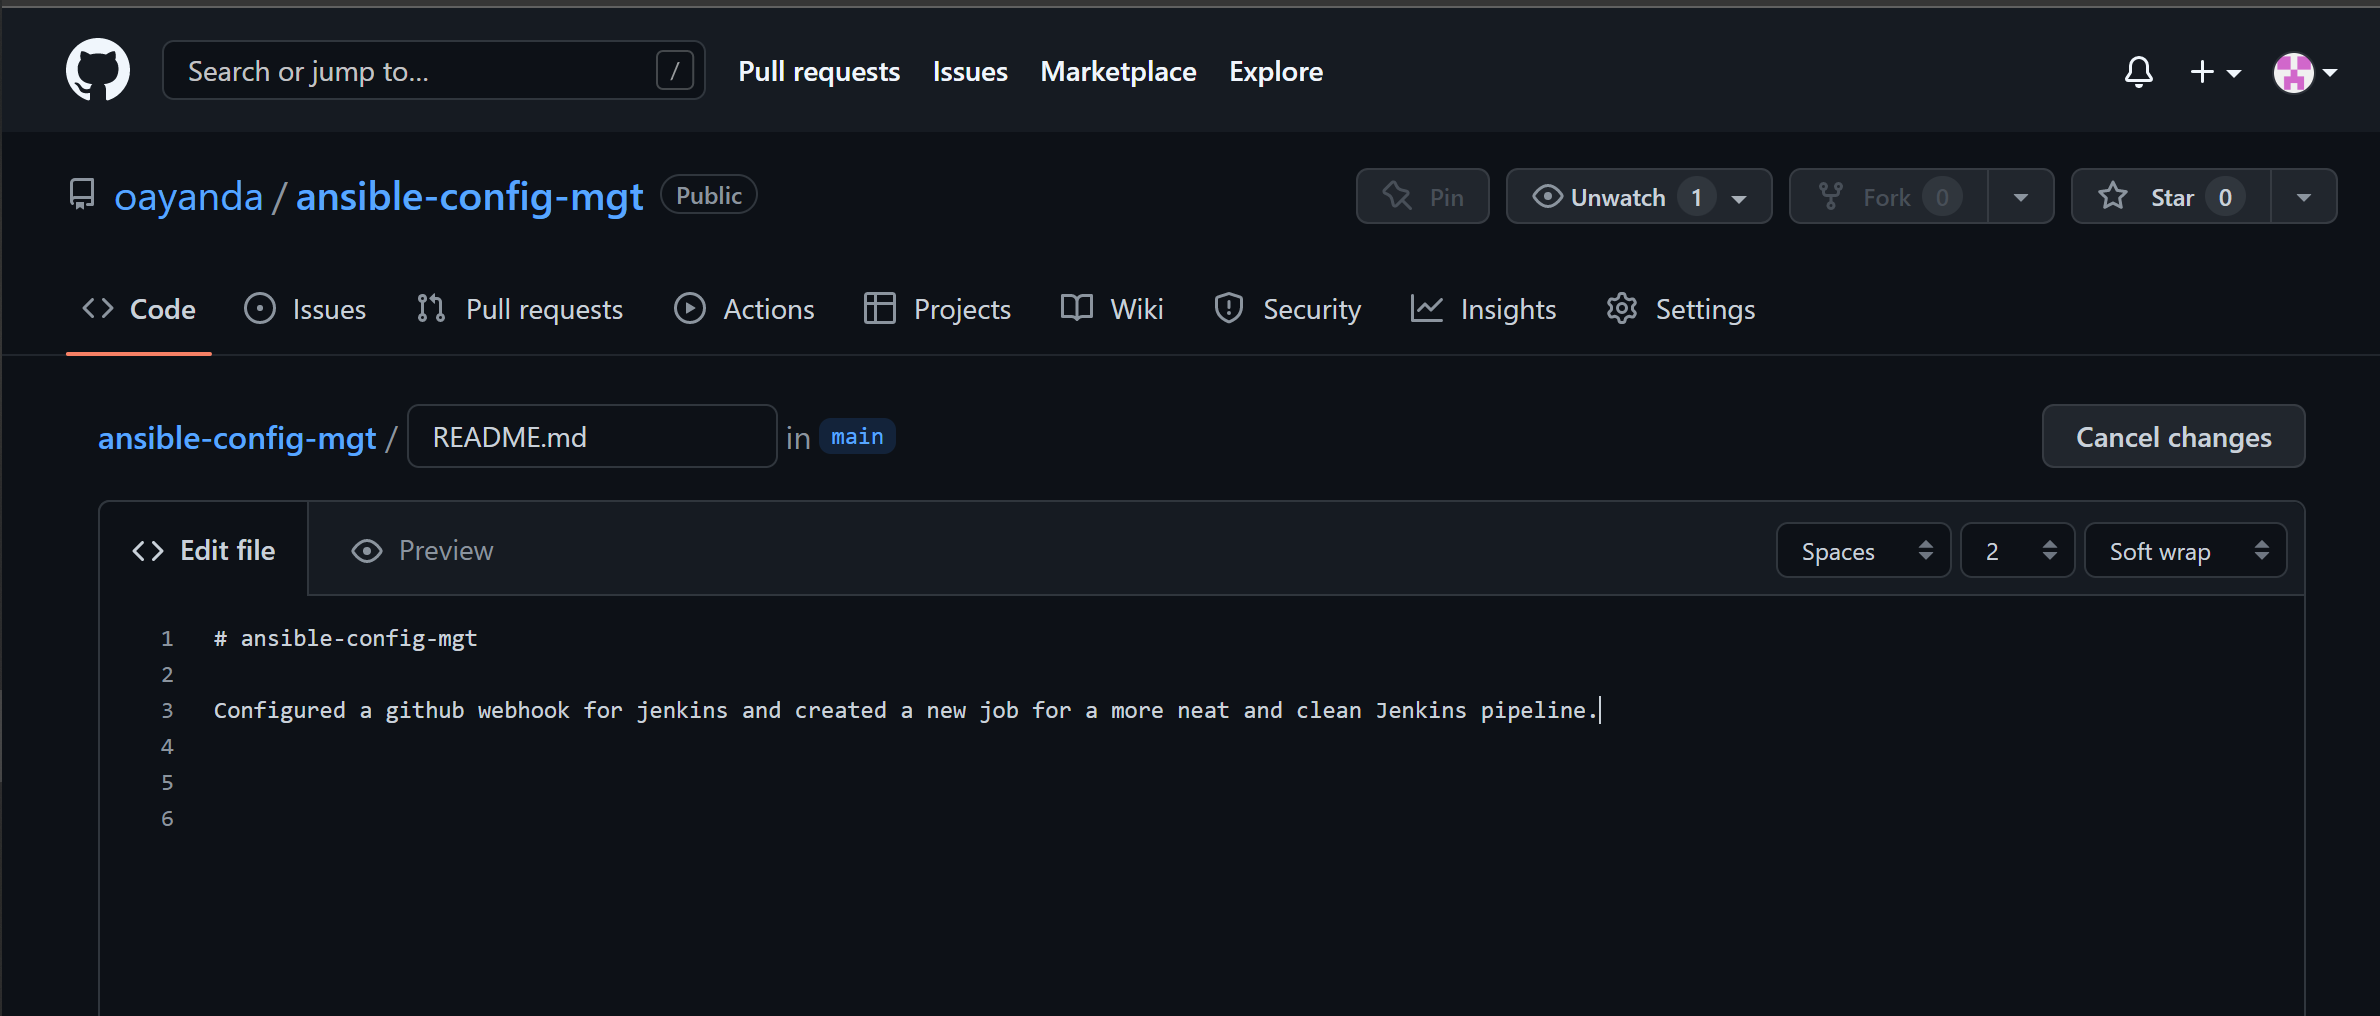 Search or jump to... /
Pull requests Issues Marketplace Explore
oayanda / ansible-config-mgt Public
Pin Unwatch 1 Fork 0 Star 0
Code Issues Pull requests Actions Projects Wiki Security Insights Settings
ansible-config-mgt / README.md in main Cancel changes
Edit file Preview Spaces 2 Soft wrap
1 # ansible-config-mgt
2
3 Configured a github webhook for jenkins and created a new job for a more neat and clean Jenkins pipeline.
4
5
6